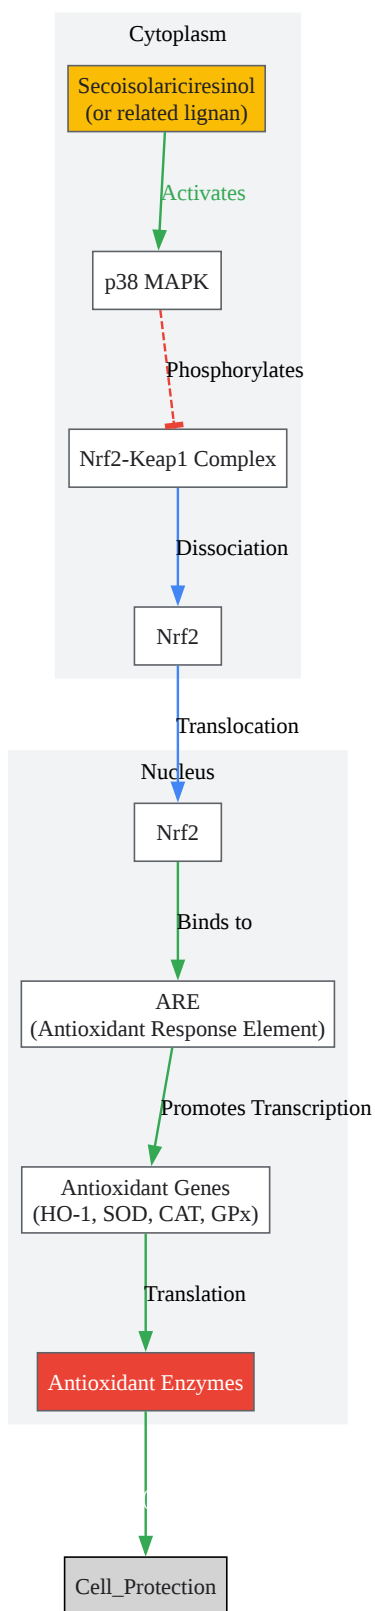 Cytoplasm
Secoisolariciresinol
(or related lignan)
Activates
p38 MAPK
Phosphorylates
Nrf2-Keap1 Complex
Dissociation
Nrf2
Translocation
Nucleus
Nrf2
Binds to
ARE
(Antioxidant Response Element)
Promotes Transcription
Antioxidant Genes
(HO-1, SOD, CAT, GPx)
Translation
Antioxidant Enzymes
Cell_Protection